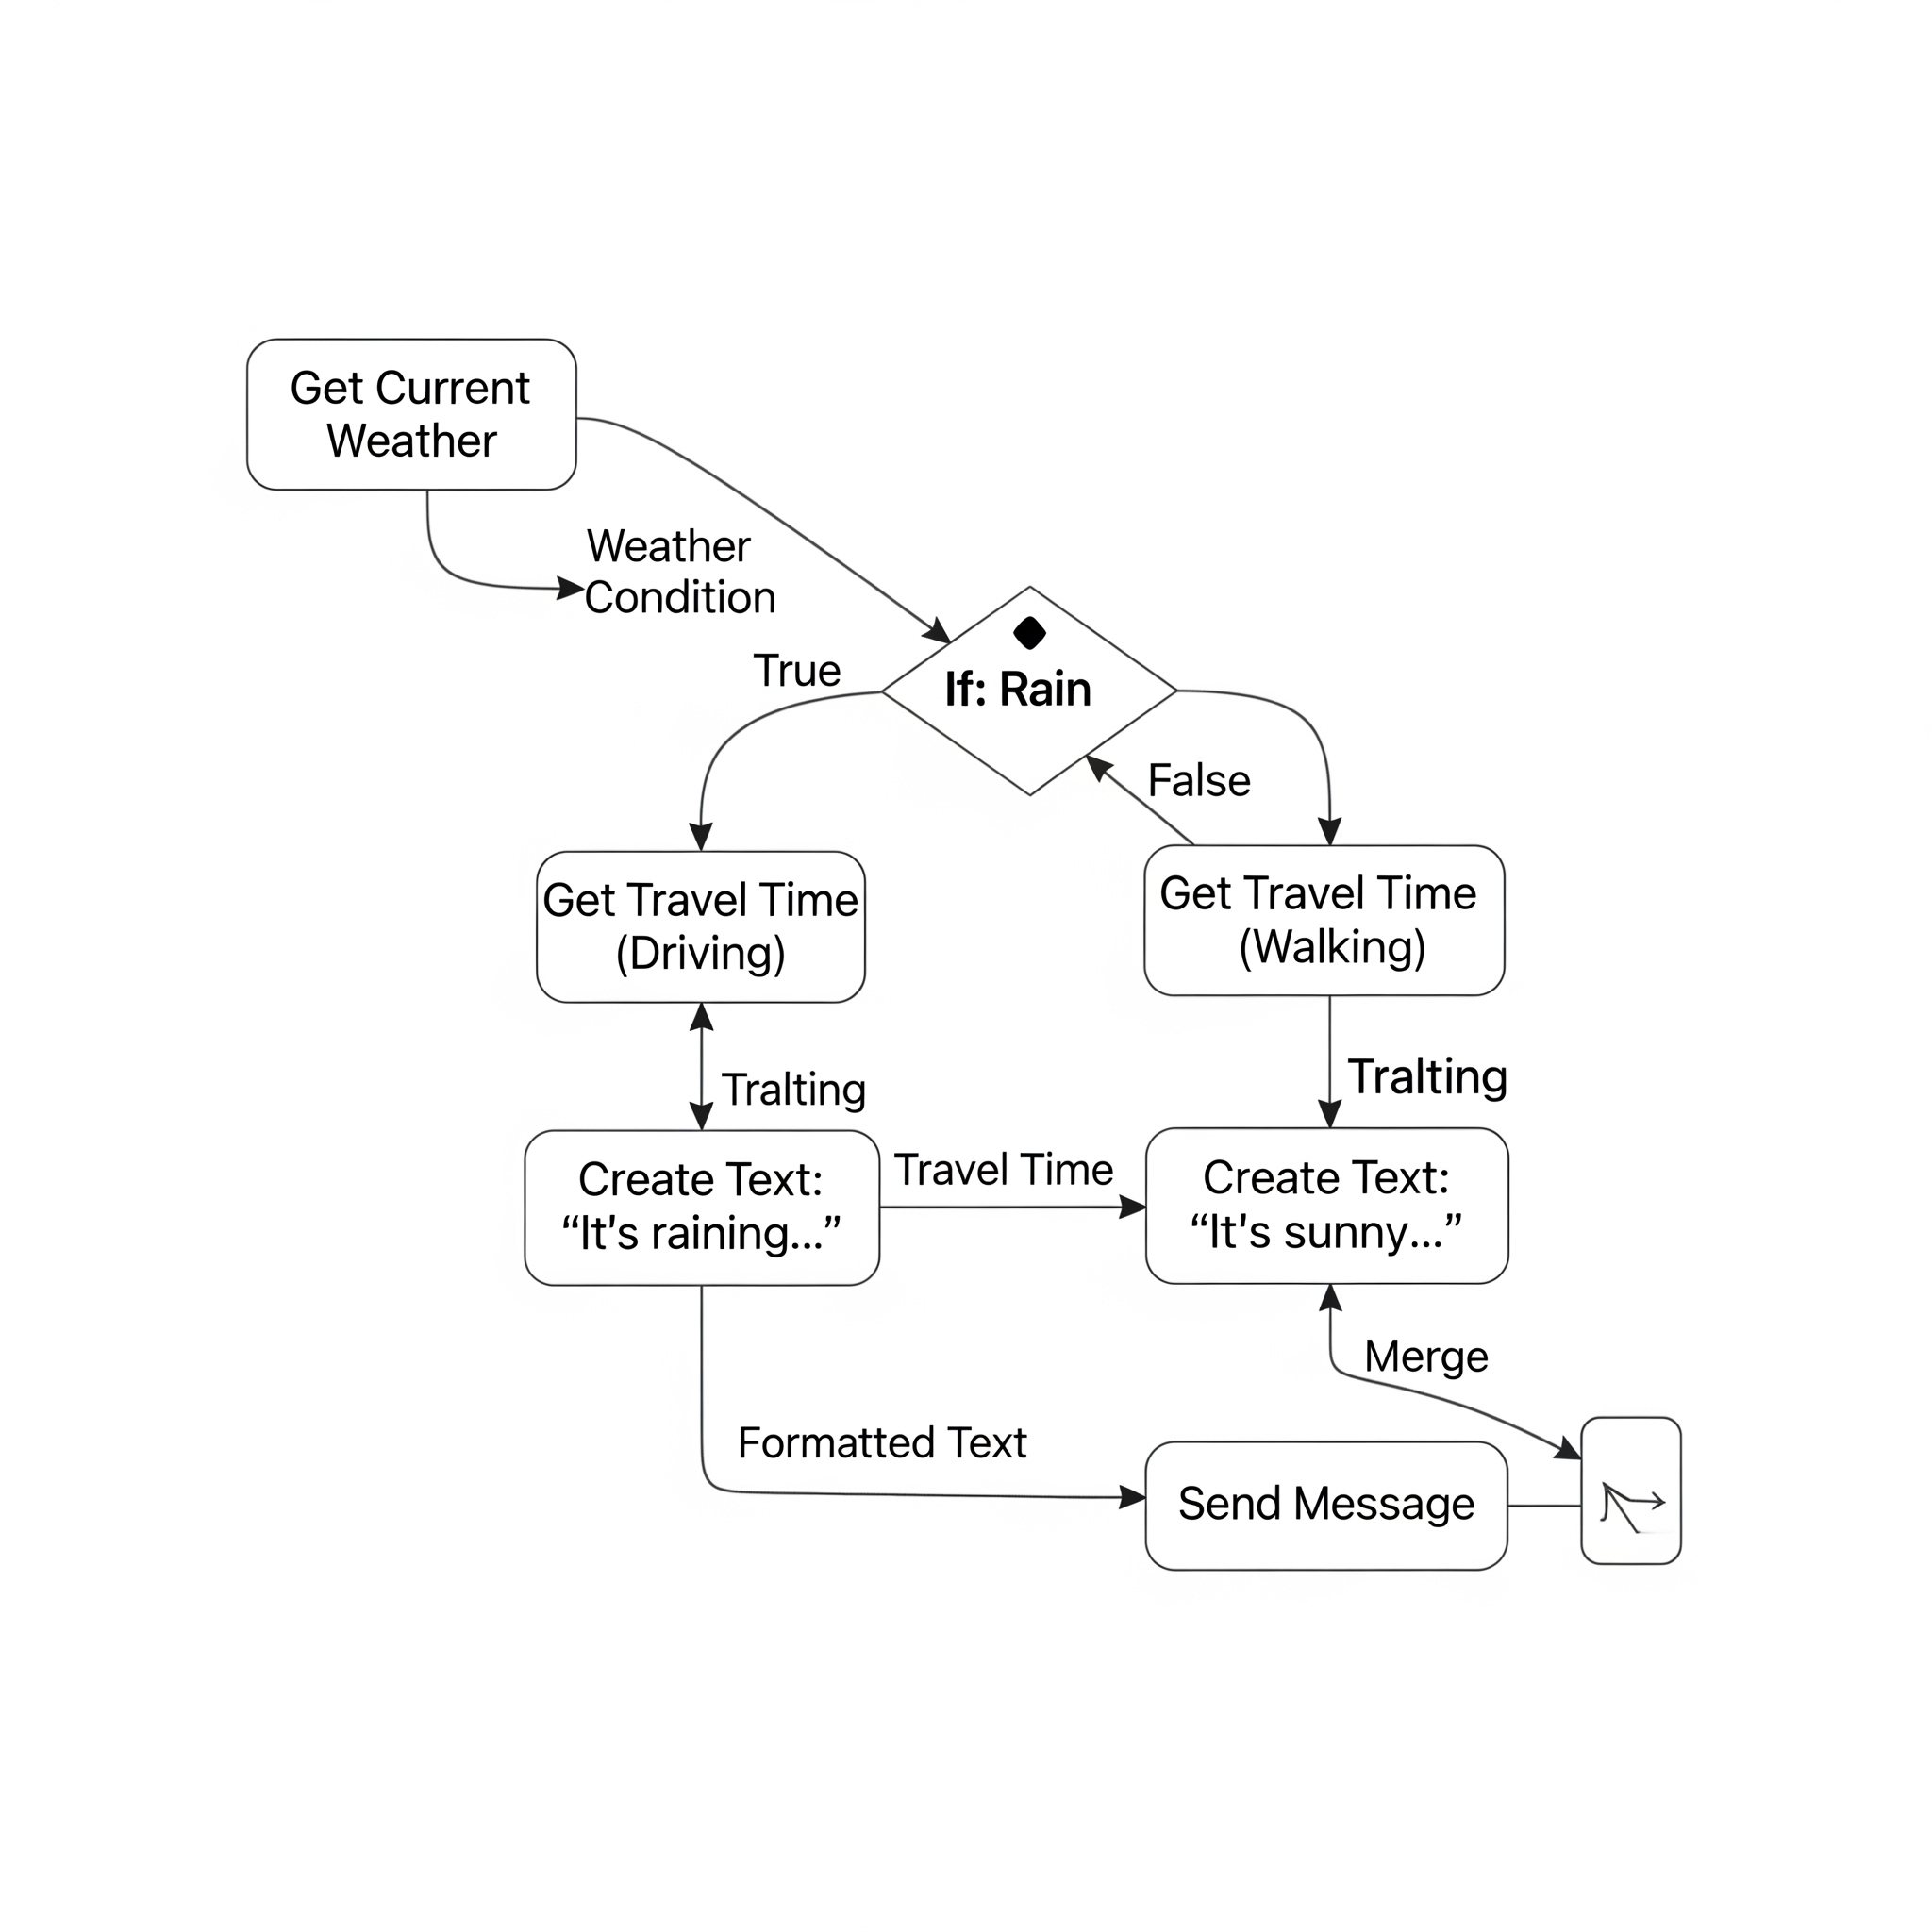 Get Current
Weather
Weather
Condition
True
If: Rain
False
Get Travel Time
(Driving)
Get Travel Time
(Walking)
Tralting
Tralting
Create Text:
“It's raining...”
Travel Time
Create Text:
“It's sunny...”
Merge
Formatted Text
Send Message